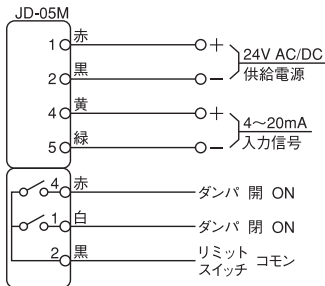 JD-05M
1 赤 +
24V AC/DC
供給電源
2 黒 −
4 黄 +
4～20mA
入力信号
5 緑 −
4 赤 ダンパ 開 ON
1 白 ダンパ 閉 ON
2 黒 リミット
スイッチ コモン